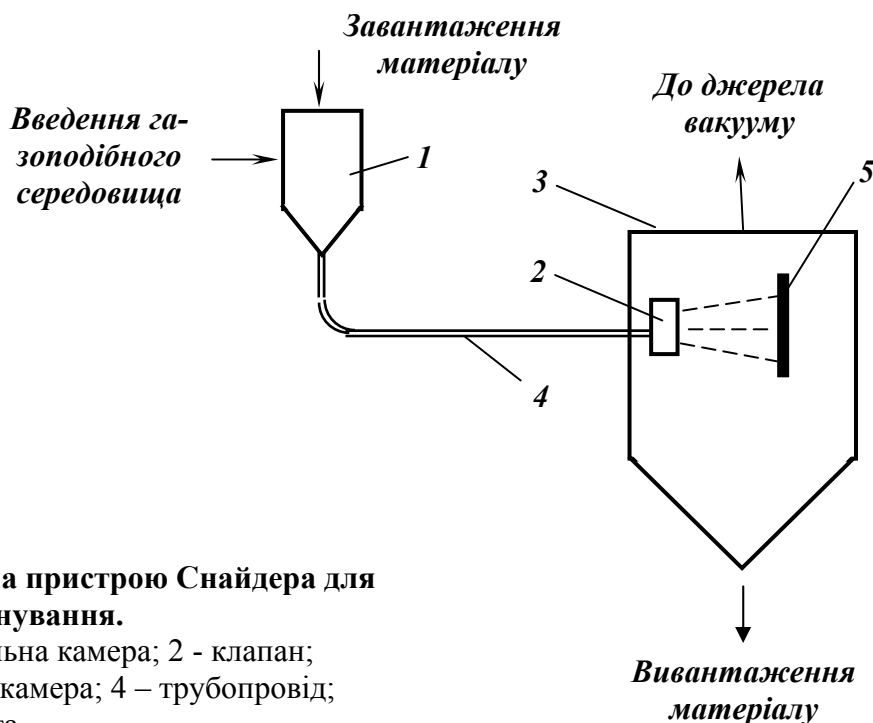 Завантаження
матеріалу
До джерела
вакууму
Введення га-
зоподібного
середовища
1
3
5
2
4
а пристрою Снайдера для
нування.
льна камера; 2 - клапан;
камера; 4 – трубопровід;
Вивантаження
матеріалу